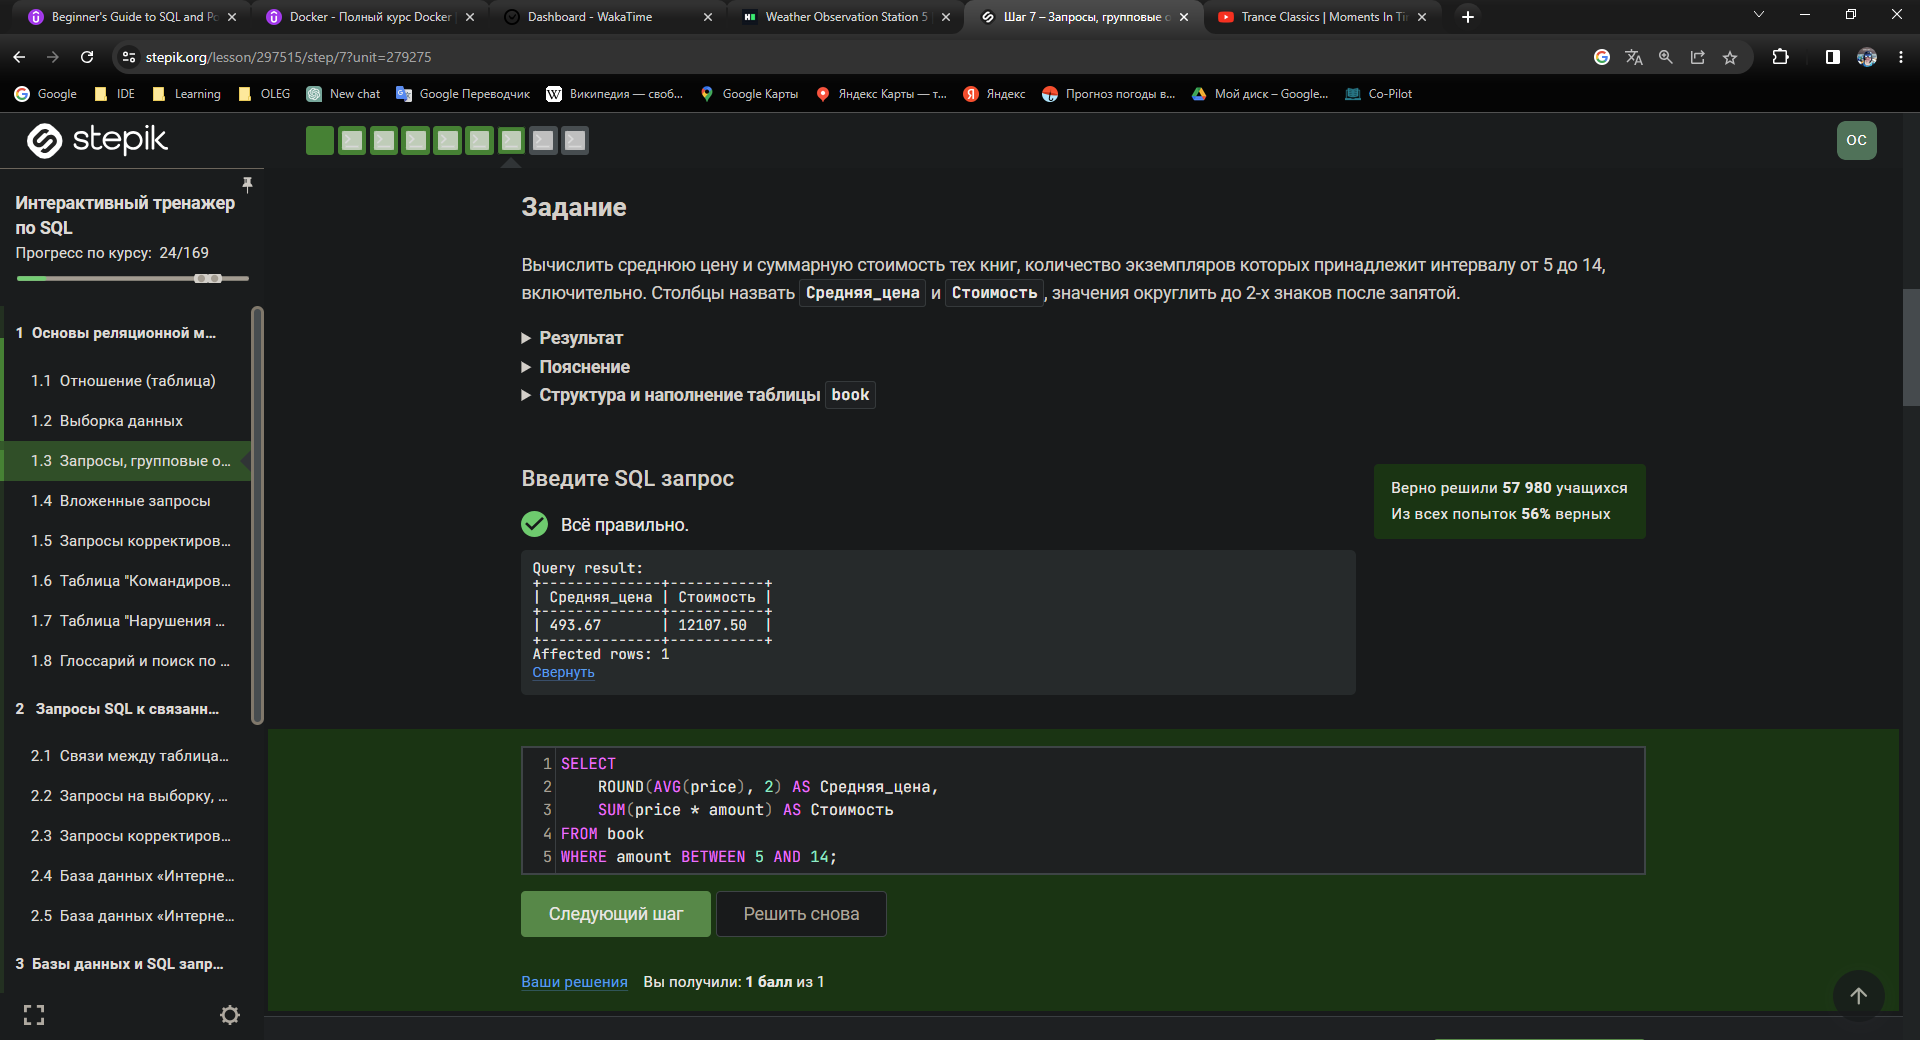 Beginner's Guide to SQL and Po
Docker - Полный курс Docker
Dashboard - WakaTime
Weather Observation Station 5
Шаг 7 – Запросы, групповые о
Trance Classics | Moments In Ti
stepik.org/lesson/297515/step/7?unit=279275
Google
IDE
Learning
OLEG
New chat
Google Переводчик
Википедия — своб...
Google Карты
Яндекс Карты — т...
Яндекс
Прогноз погоды в...
Мой диск – Google...
Co-Pilot
stepik
OC
Интерактивный тренажер
по SQL
Прогресс по курсу: 24/169
1 Основы реляционной м...
1.1 Отношение (таблица)
1.2 Выборка данных
1.3 Запросы, групповые о...
1.4 Вложенные запросы
1.5 Запросы корректиров...
1.6 Таблица "Командиров...
1.7 Таблица "Нарушения ...
1.8 Глоссарий и поиск по ...
2 Запросы SQL к связанн...
2.1 Связи между таблица...
2.2 Запросы на выборку, ...
2.3 Запросы корректиров...
2.4 База данных «Интерне...
2.5 База данных «Интерне...
3 Базы данных и SQL запр...
Задание
Вычислить среднюю цену и суммарную стоимость тех книг, количество экземпляров которых принадлежит интервалу от 5 до 14,
включительно. Столбцы назвать Средняя_цена и Стоимость , значения округлить до 2-х знаков после запятой.
Результат
Пояснение
Структура и наполнение таблицы book
Введите SQL запрос
Верно решили 57 980 учащихся
Из всех попыток 56% верных
Всё правильно.
Query result:
+--------------+-----------+
| Средняя_цена | Стоимость |
+--------------+-----------+
| 493.67       | 12107.50  |
+--------------+-----------+
Affected rows: 1
Свернуть
1 SELECT
2     ROUND(AVG(price), 2) AS Средняя_цена,
3     SUM(price * amount) AS Стоимость
4 FROM book
5 WHERE amount BETWEEN 5 AND 14;
Следующий шаг
Решить снова
Ваши решения Вы получили: 1 балл из 1